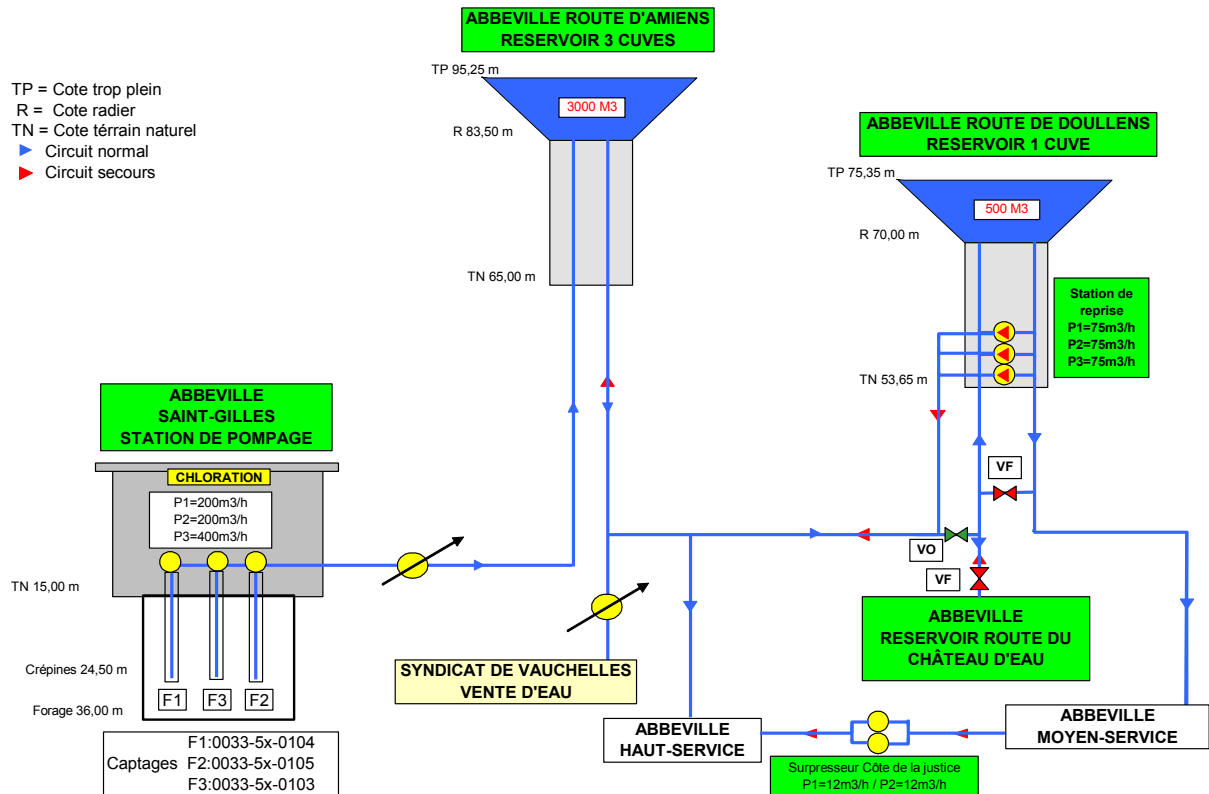 ABBEVILLE ROUTE D'AMIENS
RESERVOIR 3 CUVES
TP 95,25 m
3000 M3
R 83,50 m
TN 65,00 m
TP = Cote trop plein
R = Cote radier
TN = Cote térrain naturel
Circuit normal
Circuit secours
ABBEVILLE ROUTE DE DOULLENS
RESERVOIR 1 CUVE
TP 75,35 m
500 M3
R 70,00 m
Station de
reprise
P1=75m3/h
P2=75m3/h
P3=75m3/h
TN 53,65 m
ABBEVILLE
SAINT-GILLES
STATION DE POMPAGE
CHLORATION
P1=200m3/h
P2=200m3/h
P3=400m3/h
TN 15,00 m
Crépines 24,50 m
Forage 36,00 m
F1
F3
F2
Captages
F1:0033-5x-0104
F2:0033-5x-0105
F3:0033-5x-0103
VF
VO
VF
ABBEVILLE
RESERVOIR ROUTE DU
CHÂTEAU D'EAU
SYNDICAT DE VAUCHELLES
VENTE D'EAU
ABBEVILLE
HAUT-SERVICE
ABBEVILLE
MOYEN-SERVICE
Surpresseur Côte de la justice
P1=12m3/h / P2=12m3/h